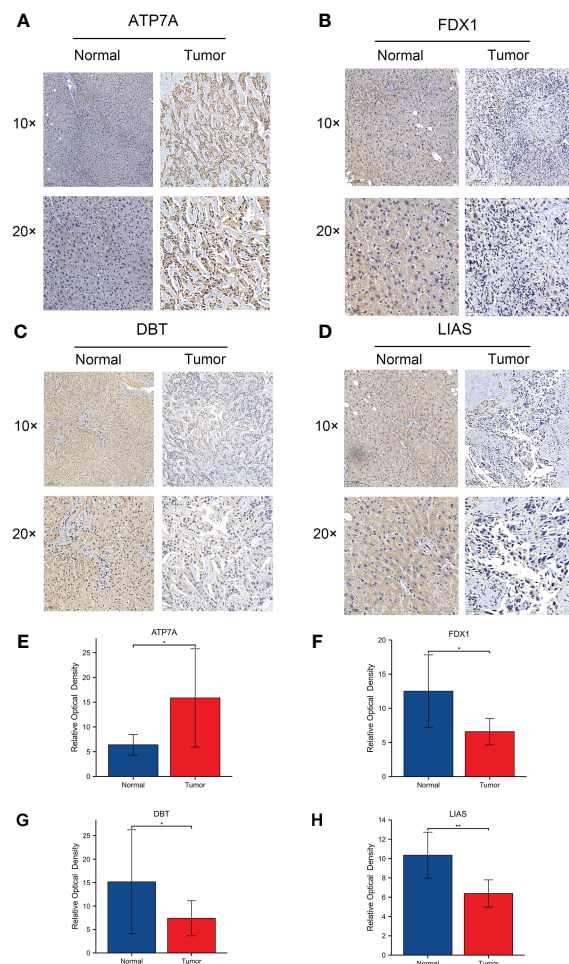 A
ATP7A
Normal Tumor
10×
20×
B
FDX1
Normal Tumor
10×
20×
C
DBT
Normal Tumor
10×
20×
D
LIAS
Normal Tumor
10×
20×
E
ATP7A
*
Relative Optical Density
25
20
15
10
5
0
Normal Tumor
F
FDX1
*
Relative Optical Density
20
15
10
5
0
Normal Tumor
G
DBT
*
Relative Optical Density
25
20
15
10
5
0
Normal Tumor
H
LIAS
**
Relative Optical Density
14
12
10
8
6
4
2
0
Normal Tumor